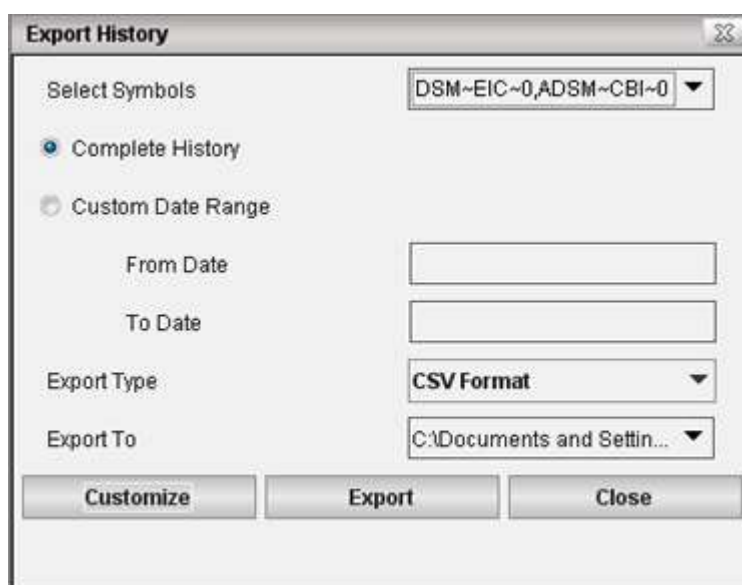 Export History
Select Symbols DSM~EIC~0,ADSM~CBI~0
Complete History
Custom Date Range
From Date
To Date
Export Type CSV Format
Export To C:\Documents and Settin...
Customize Export Close